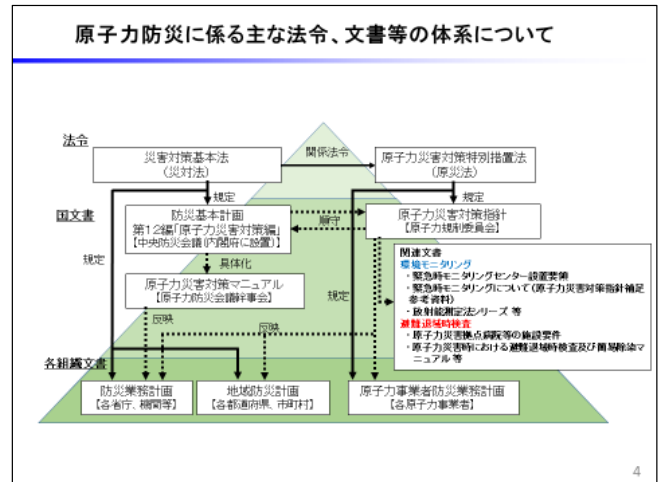 原子力防災に係る主な法令、文書等の体系について
法令
災害対策基本法
(災対法)
関係法令
原子力災害対策特別措置法
(原災法)
規定
規定
国文書
防災基本計画
第12編「原子力災害対策編」
【中央防災会議(内閣府に設置)】
順守
原子力災害対策指針
【原子力規制委員会】
規定
具体化
原子力災害対策マニュアル
【原子力防災会議幹事会】
規定
関連文書
環境モニタリング
・緊急時モニタリングセンター設置要領
・緊急時モニタリングについて(原子力災害対策指針補足
参考資料)
・放射能測定法シリーズ 等
避難退域時検査
・原子力災害拠点病院等の施設要件
・原子力災害時における避難退域時検査及び簡易除染マ
ニュアル 等
反映
反映
各組織文書
防災業務計画
【各省庁、機関等】
地域防災計画
【各都道府県、市町村】
原子力事業者防災業務計画
【各原子力事業者】
4